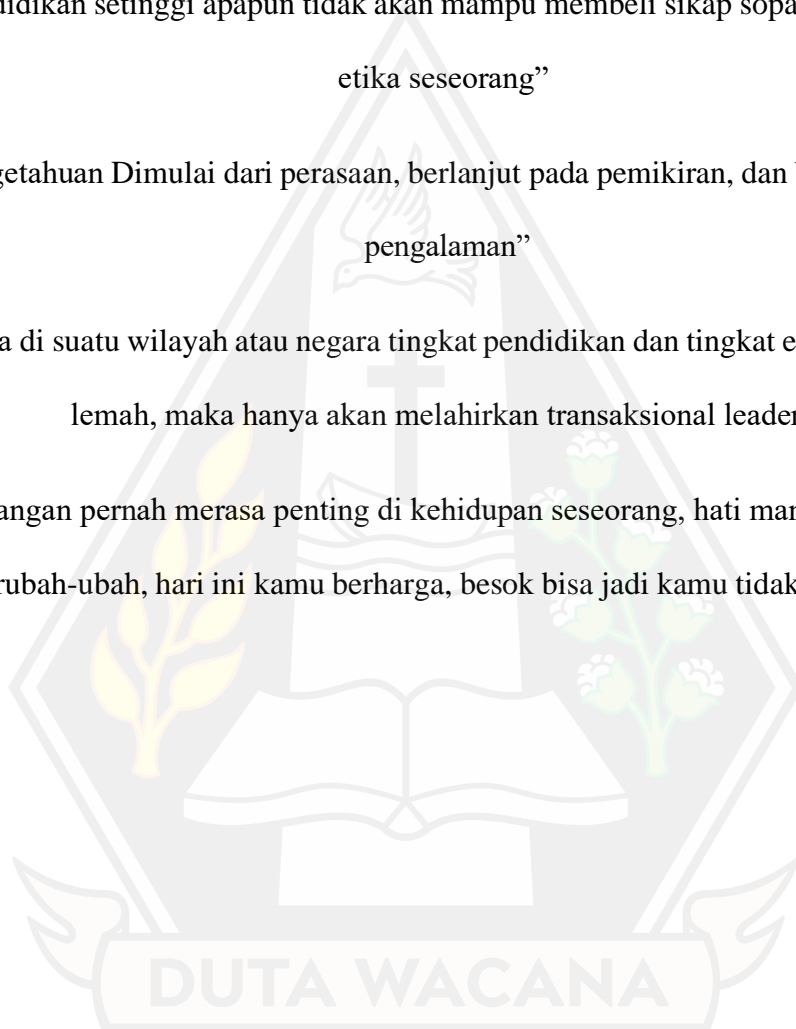 didikan setinggi apapun tidak akan mampu membeli sikap sopa
etika seseorang”
getahuan Dimulai dari perasaan, berlanjut pada pemikiran, dan
pengalaman”
a di suatu wilayah atau negara tingkat pendidikan dan tingkat e
lemah, maka hanya akan melahirkan transaksional leader
angan pernah merasa penting di kehidupan seseorang, hati man
rubah-ubah, hari ini kamu berharga, besok bisa jadi kamu tidak
DUTA WACANA